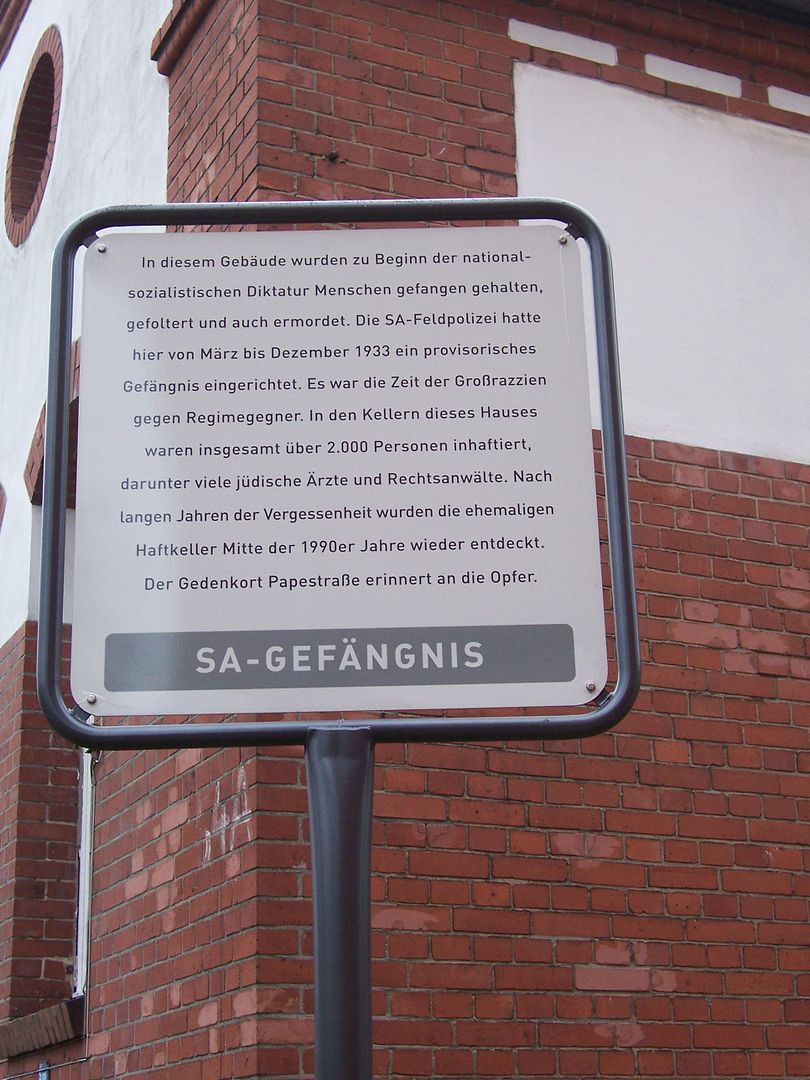 In diesem Gebäude wurden zu Beginn der national-
sozialistischen Diktatur Menschen gefangen gehalten,
gefoltert und auch ermordet. Die SA-Feldpolizei hatte
hier von März bis Dezember 1933 ein provisorisches
Gefängnis eingerichtet. Es war die Zeit der Großrazzien
gegen Regimegegner. In den Kellern dieses Hauses
waren insgesamt über 2.000 Personen inhaftiert,
darunter viele jüdische Ärzte und Rechtsanwälte. Nach
langen Jahren der Vergessenheit wurden die ehemaligen
Haftkeller Mitte der 1990er Jahre wieder entdeckt.
Der Gedenkort Papestraße erinnert an die Opfer.
SA-GEFÄNGNIS